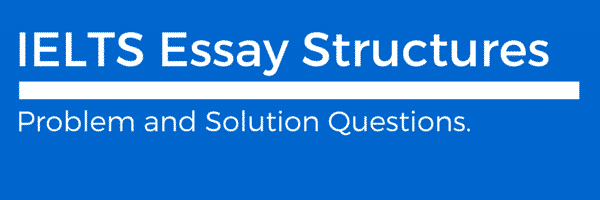 IELTS Essay Structures
Problem and Solution Questions.